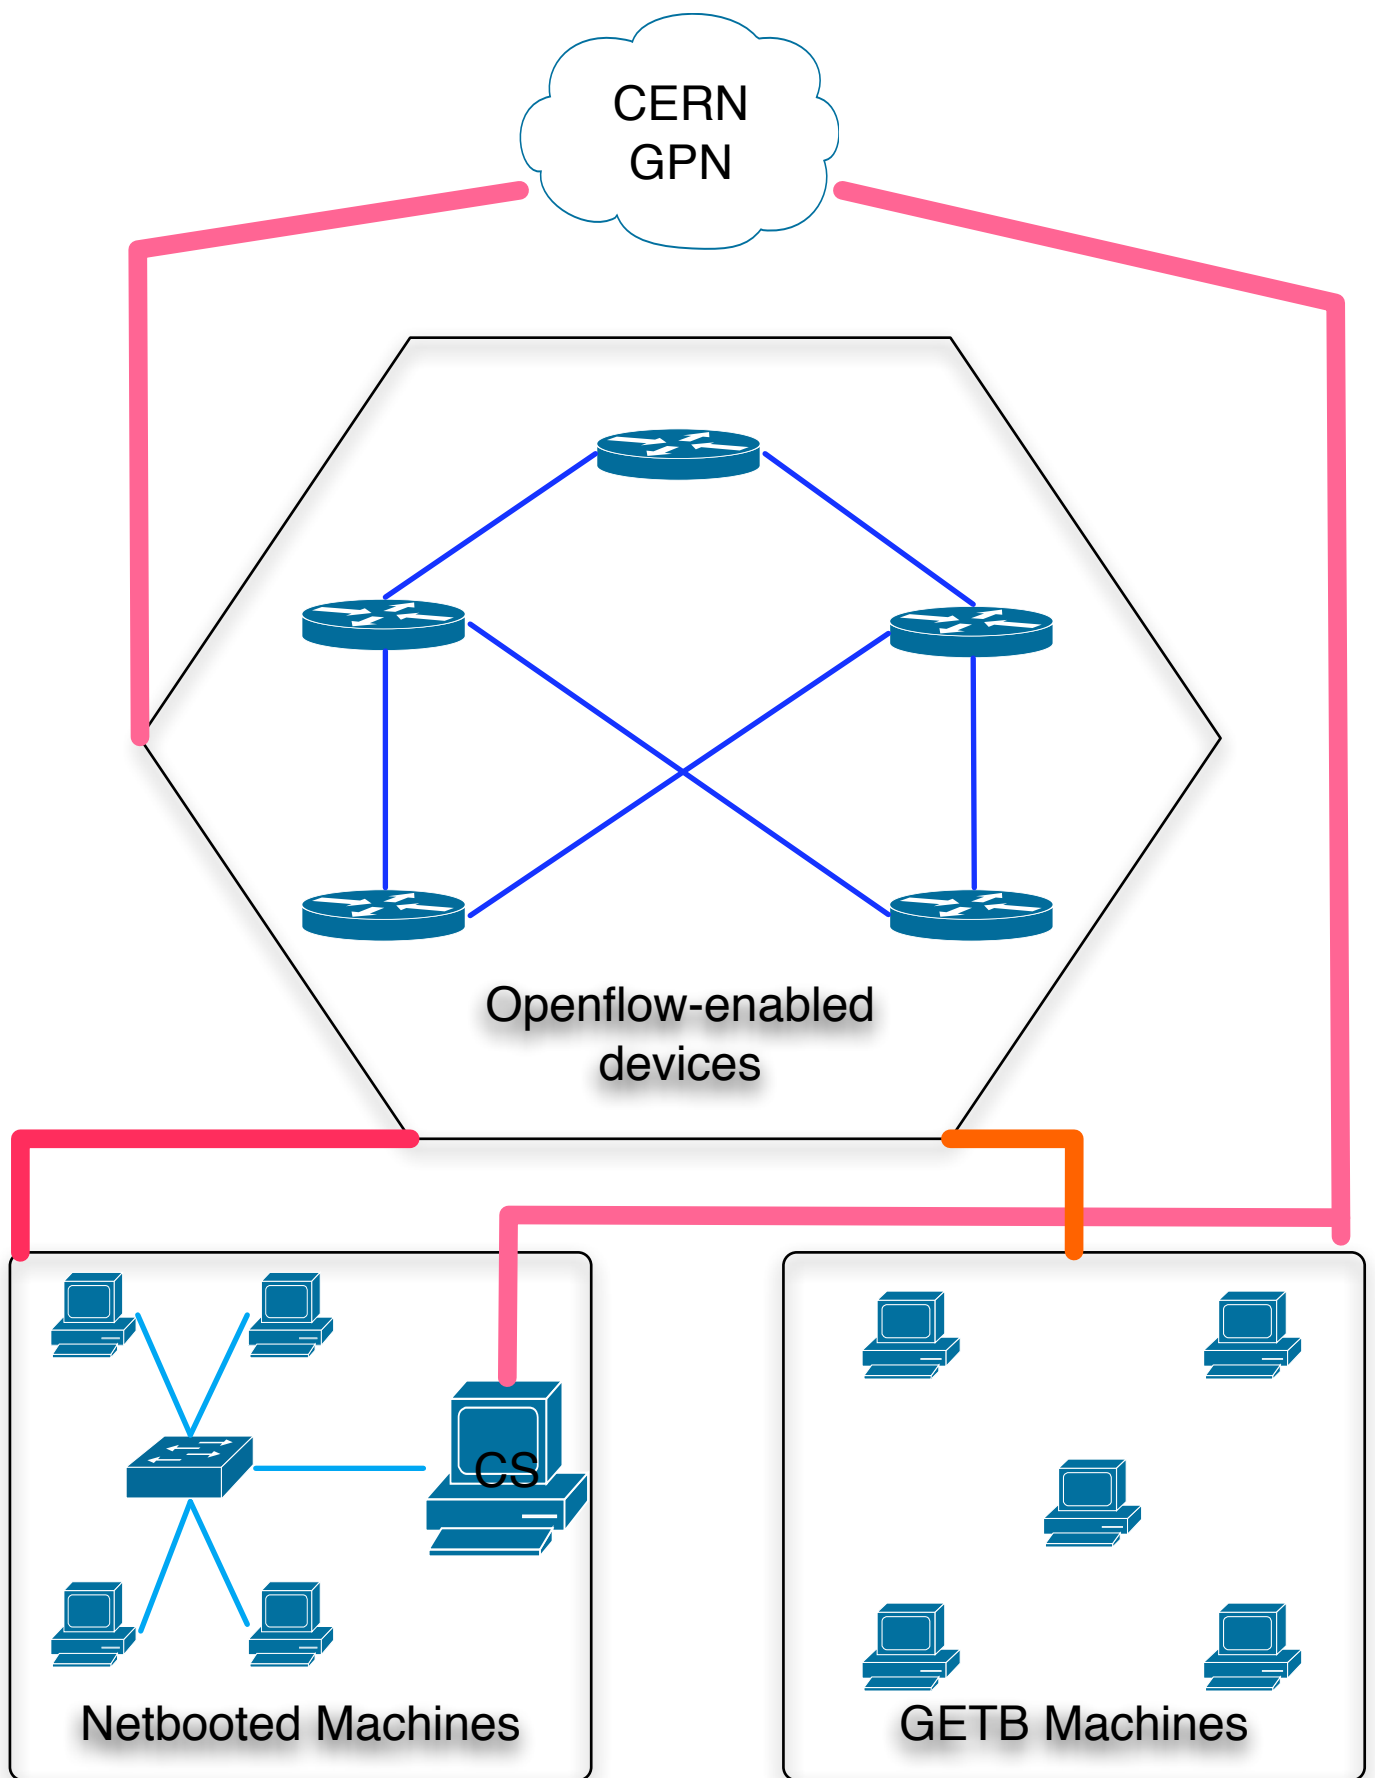 CERN
GPN
Openflow-enabled
devices
CS
Netbooted Machines
GETB Machines